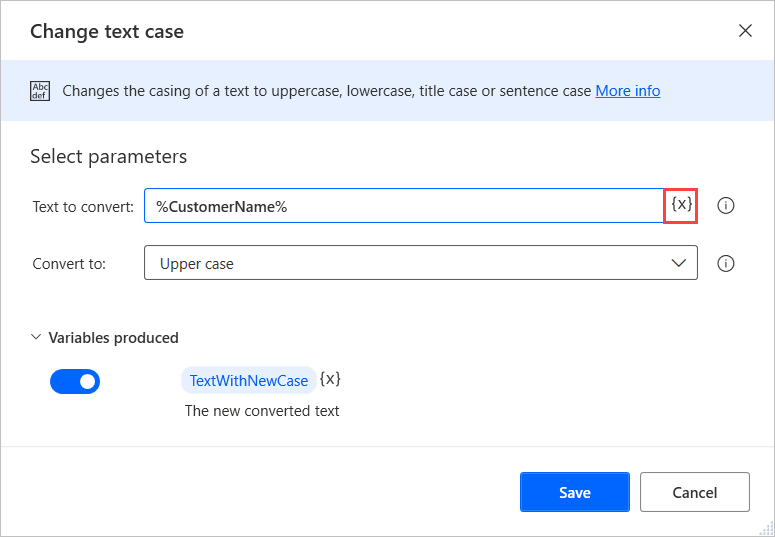 Change text case
Abc
def
Changes the casing of a text to uppercase, lowercase, title case or sentence case More info
Select parameters
Text to convert: %CustomerName% {x}
Convert to: Upper case
Variables produced
TextWithNewCase {x}
The new converted text
Save Cancel